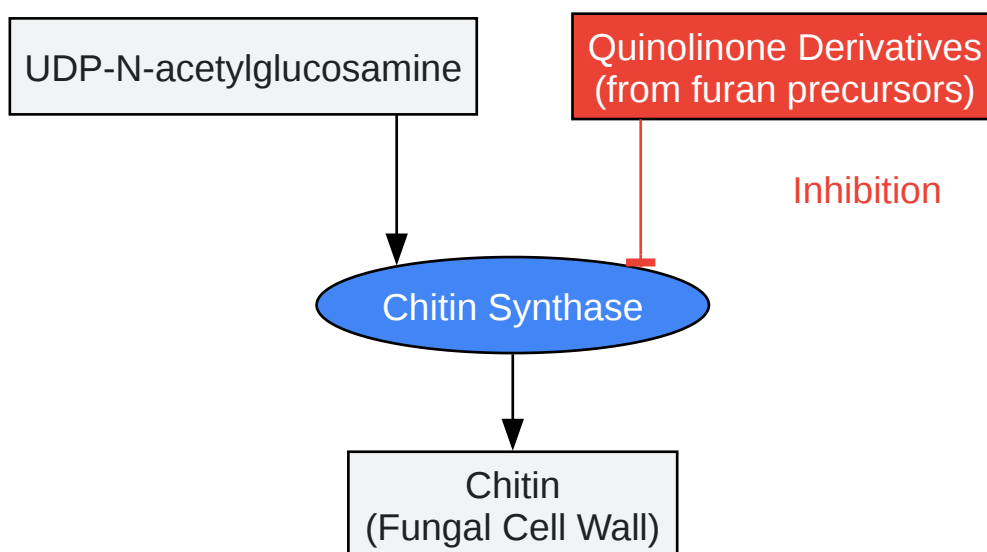 UDP-N-acetylglucosamine
Quinolinone Derivatives
(from furan precursors)
Inhibition
Chitin Synthase
Chitin
(Fungal Cell Wall)